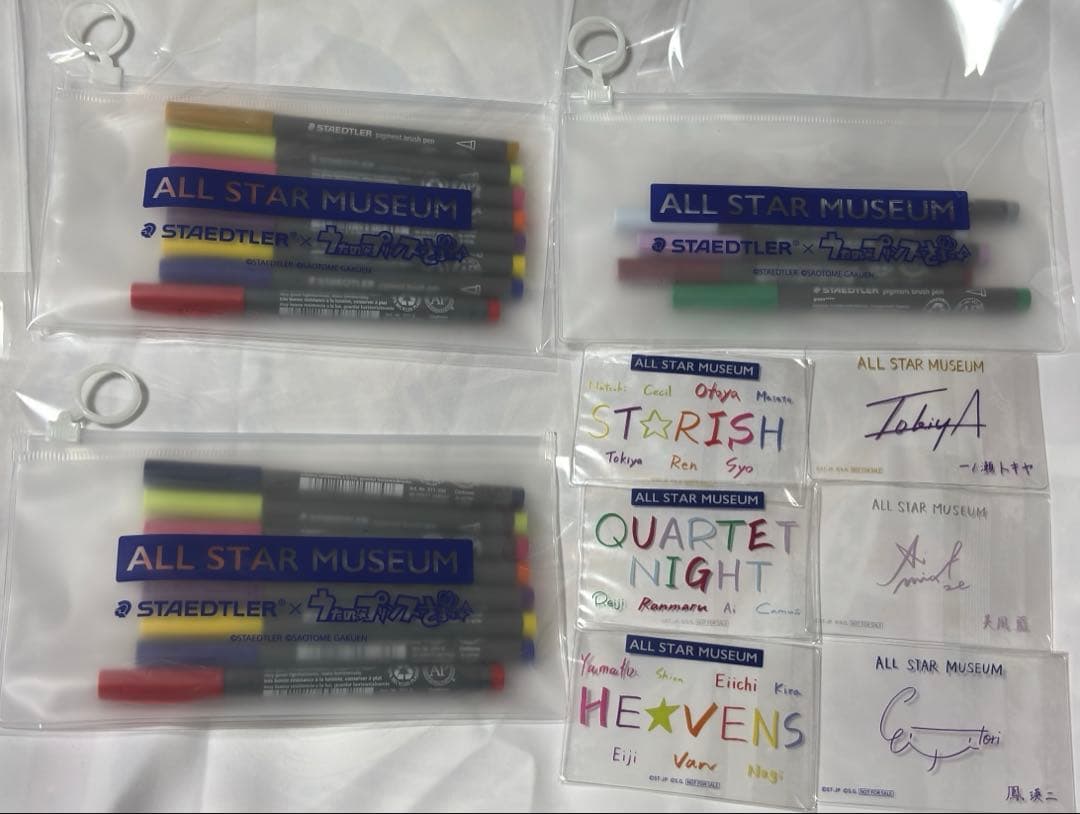 STAEDTLER pigment brush pen
ALL STAR MUSEUM
STAEDTLER® × うたの☆プリンスさまっ♪
©STAEDTLER ©SAOTOME GAKUEN
ALL STAR MUSEUM
STAEDTLER × うたの☆プリンスさまっ♪
©STAEDTLER ©SAOTOME GAKUEN
STAEDTLER pigment brush pen
ALL STAR MUSEUM
STAEDTLER® × うたの☆プリンスさまっ♪
©STAEDTLER ©SAOTOME GAKUEN
ALL STAR MUSEUM
Natsuki Cecil Otoya Masato
ST☆RISH
Tokiya Ren Syo
ALL STAR MUSEUM
TokiyA
一ノ瀬トキヤ
ALL STAR MUSEUM
QUARTET
NIGHT
Reiji Ranmaru Ai Camus
ALL STAR MUSEUM
Ai
美風藍
ALL STAR MUSEUM
Yamato Shion Eiichi Kira
HE★VENS
Eiji Van Nagi
©ST-JP ©S.G. NOT FOR SALE
ALL STAR MUSEUM
鳳瑛二